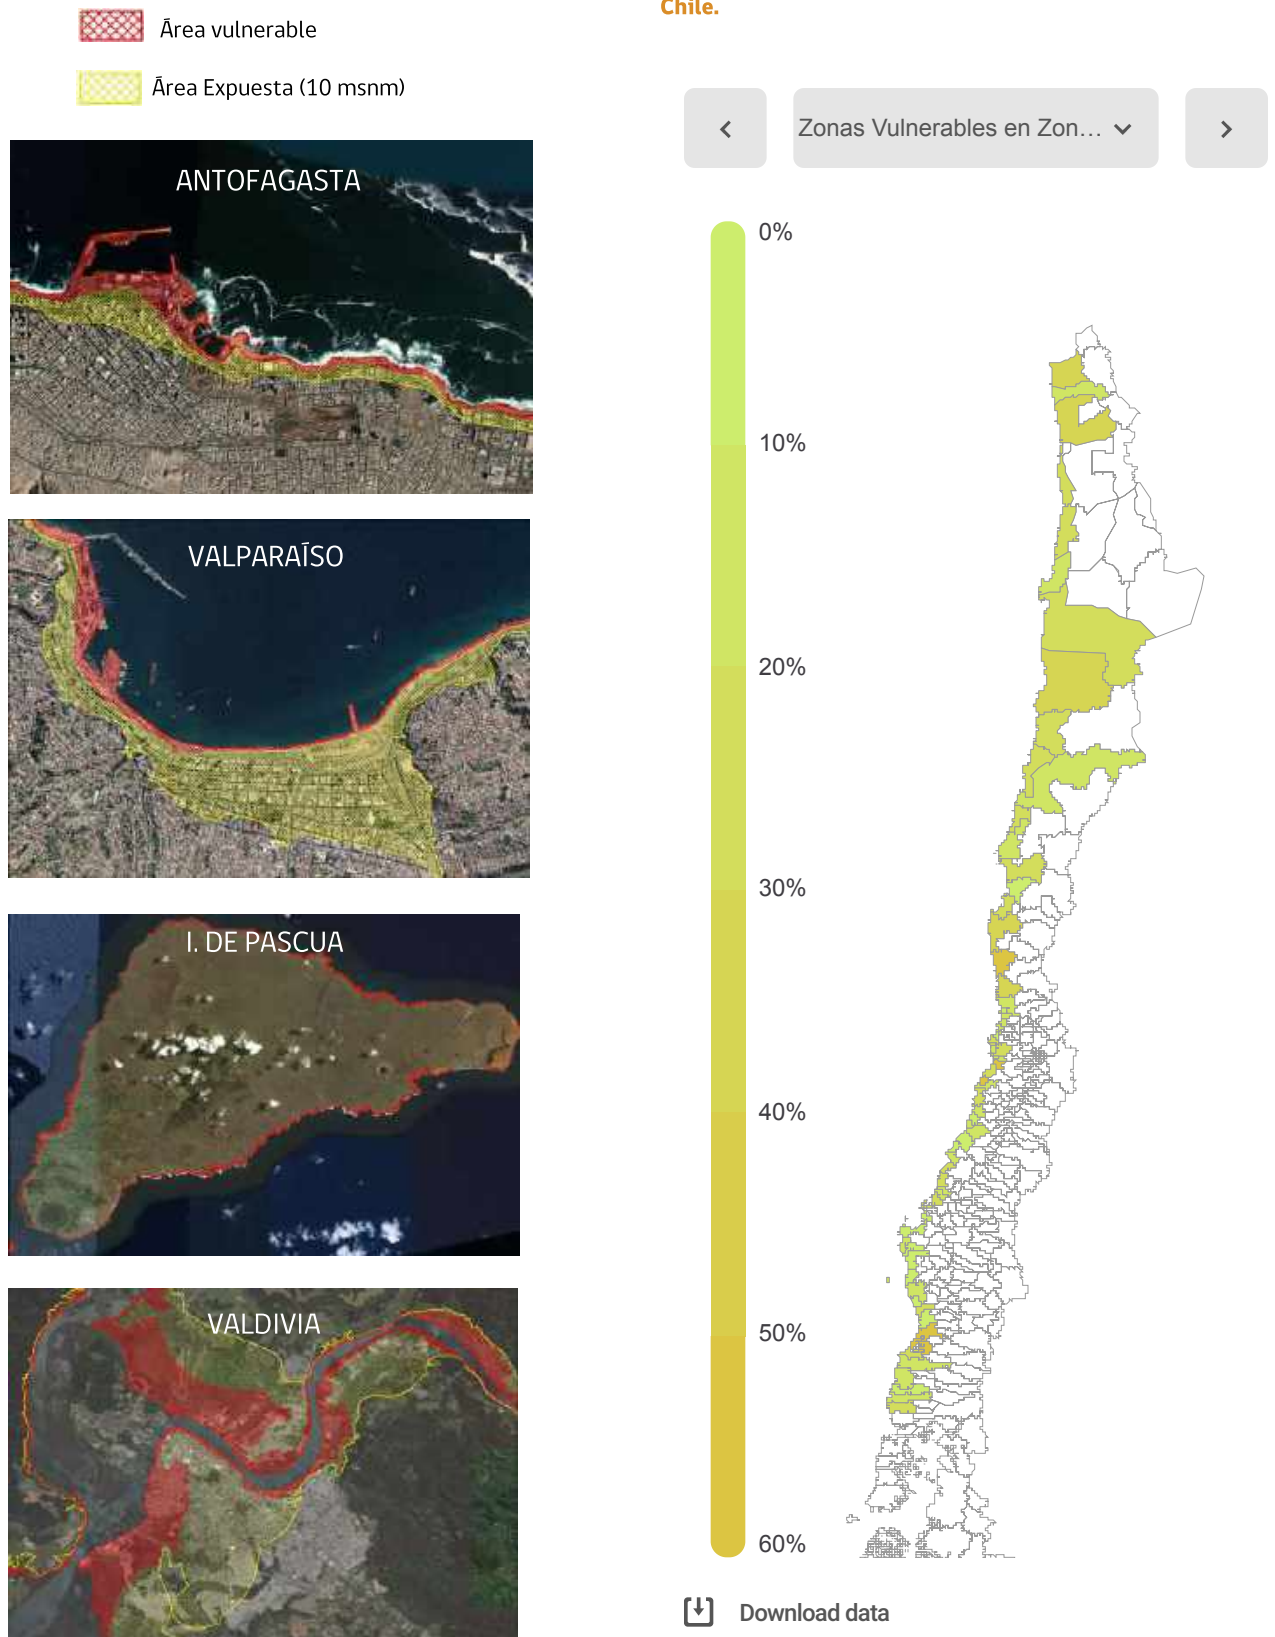 Área vulnerable
Área Expuesta (10 msnm)
ANTOFAGASTA
VALPARAÍSO
I. DE PASCUA
VALDIVIA
Chile.
Zonas Vulnerables en Zon...
0%
10%
20%
30%
40%
50%
60%
Download data